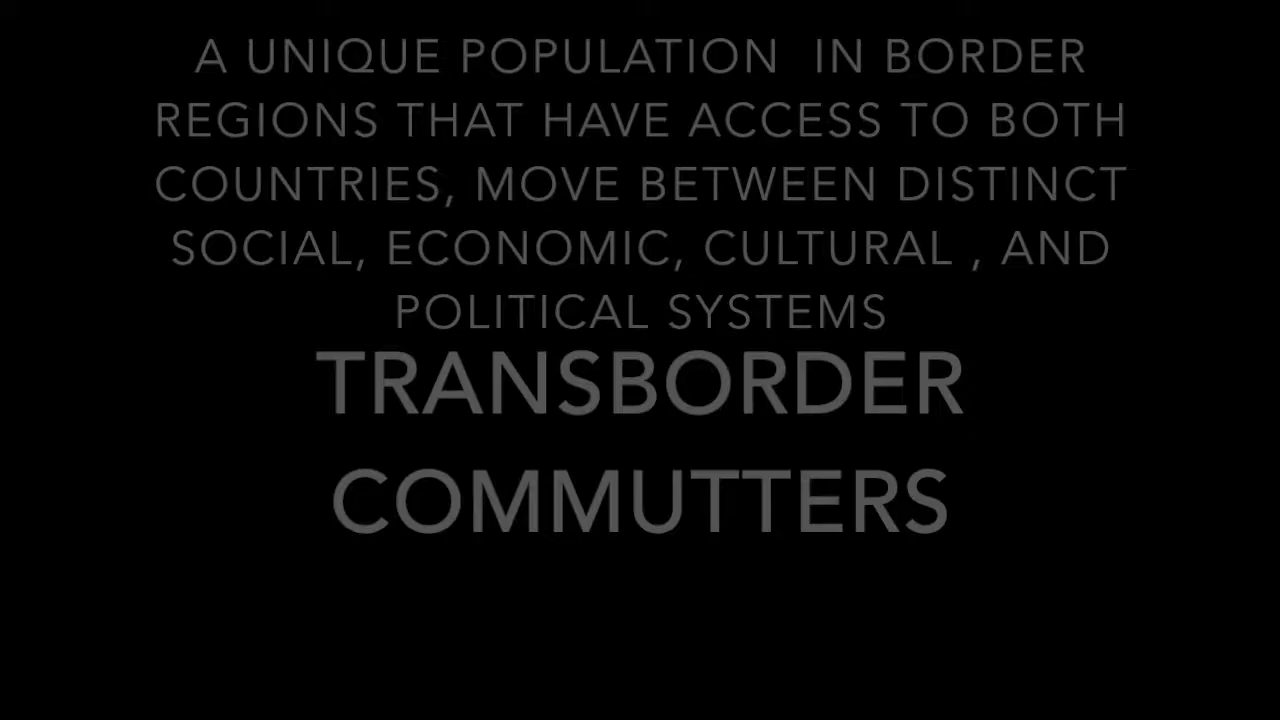 A UNIQUE POPULATION IN BORDER
REGIONS THAT HAVE ACCESS TO BOTH
COUNTRIES, MOVE BETWEEN DISTINCT
SOCIAL, ECONOMIC, CULTURAL , AND
POLITICAL SYSTEMS
TRANSBORDER
COMMUTTERS